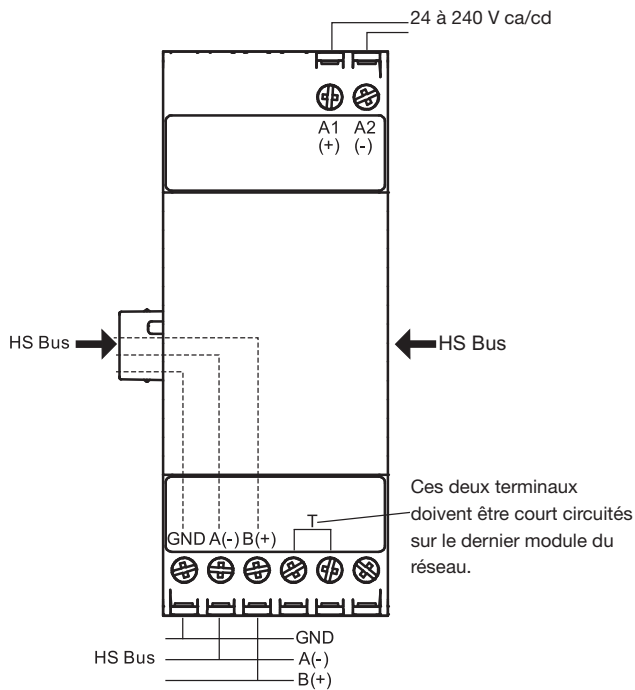 24 à 240 V ca/cd
A1 A2
(+) (-)
HS Bus
HS Bus
Ces deux terminaux
doivent être court circuités
sur le dernier module du
réseau.
T
GND A(-) B(+)
GND
HS Bus
A(-)
B(+)